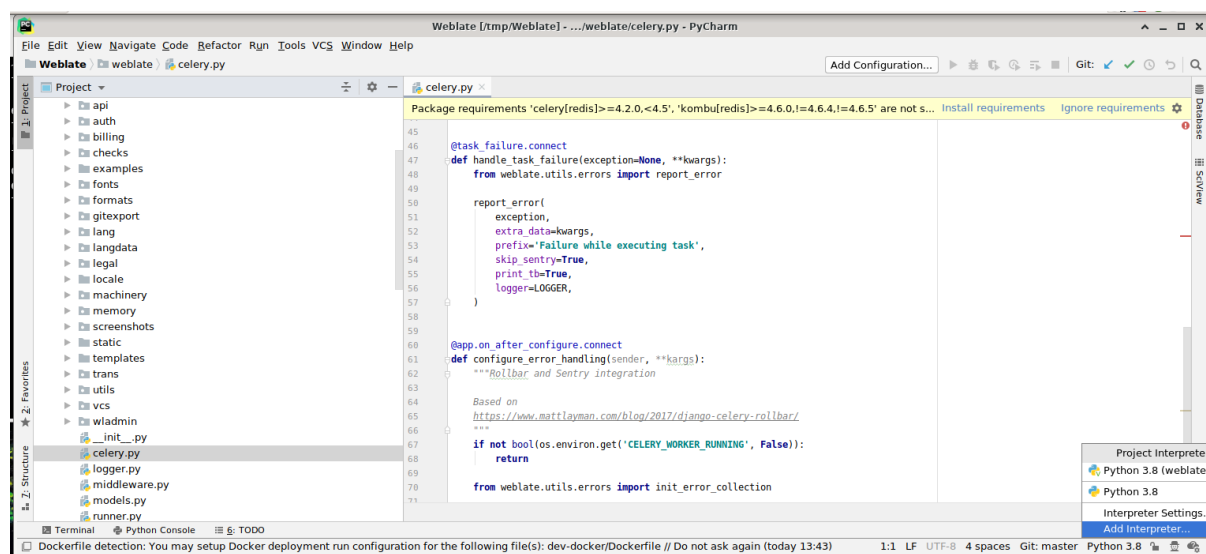 Weblate [/tmp/Weblate] - .../weblate/celery.py - PyCharm
File Edit View Navigate Code Refactor Run Tools VCS Window Help
Weblate weblate celery.py Add Configuration... Git:
1: Project
Project
celery.py
Package requirements 'celery[redis]>=4.2.0,<4.5', 'kombu[redis]>=4.6.0,!=4.6.4,!=4.6.5' are not s... Install requirements Ignore requirements
api
auth
billing
checks
examples
fonts
formats
gitexport
lang
langdata
legal
locale
machinery
memory
screenshots
static
templates
trans
utils
vcs
wladmin
__init__.py
celery.py
logger.py
middleware.py
models.py
runner.py
45
46 @task_failure.connect
47 def handle_task_failure(exception=None, **kwargs):
48 from weblate.utils.errors import report_error
49
50 report_error(
51 exception,
52 extra_data=kwargs,
53 prefix='Failure while executing task',
54 skip_sentry=True,
55 print_tb=True,
56 logger=LOGGER,
57 )
58
59
60 @app.on_after_configure.connect
61 def configure_error_handling(sender, **kargs):
62 """Rollbar and Sentry integration
63
64 Based on
65 https://www.mattlayman.com/blog/2017/django-celery-rollbar/
66 """
67 if not bool(os.environ.get('CELERY_WORKER_RUNNING', False)):
68 return
69
70 from weblate.utils.errors import init_error_collection
71
Database
SciView
2: Favorites
Z: Structure
Project Interprete
Python 3.8 (weblate
Python 3.8
Interpreter Settings.
Add Interpreter...
Terminal Python Console 6: TODO
Dockerfile detection: You may setup Docker deployment run configuration for the following file(s): dev-docker/Dockerfile // Do not ask again (today 13:43) 1:1 LF UTF-8 4 spaces Git: master Python 3.8